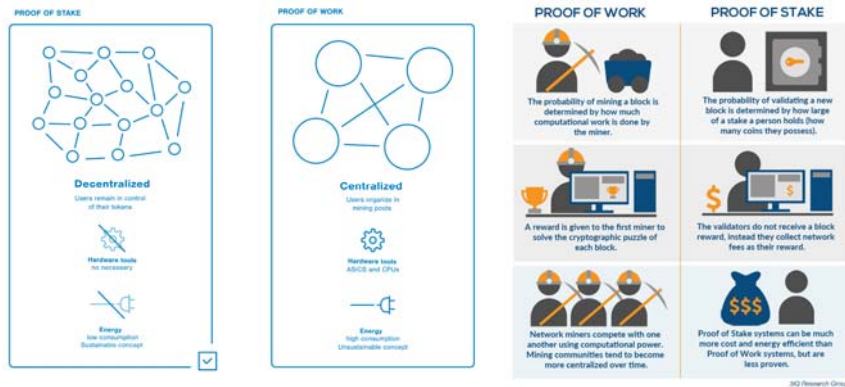 PROOF OF STAKE
Decentralized
Users remain in control
of their tokens
Hardware tools
no necessary
Energy
low consumption
Sustainable concept
PROOF OF WORK
Centralized
Users organize in
mining pools
Hardware tools
ASICS and CPUs
Energy
high consumption
Unsustainable concept
PROOF OF WORK
PROOF OF STAKE
The probability of mining a block is
determined by how much
computational work is done by
the miner.
The probability of validating a new
block is determined by how large
of a stake a person holds (how
many coins they possess).
A reward is given to the first miner to
solve the cryptographic puzzle of
each block.
The validators do not receive a block
reward, instead they collect network
fees as their reward.
Network miners compete with one
another using computational power.
Mining communities tend to become
more centralized over time.
$$$
Proof of Stake systems can be much
more cost and energy efficient than
Proof of Work systems, but are
less proven.
3iQ Research Group